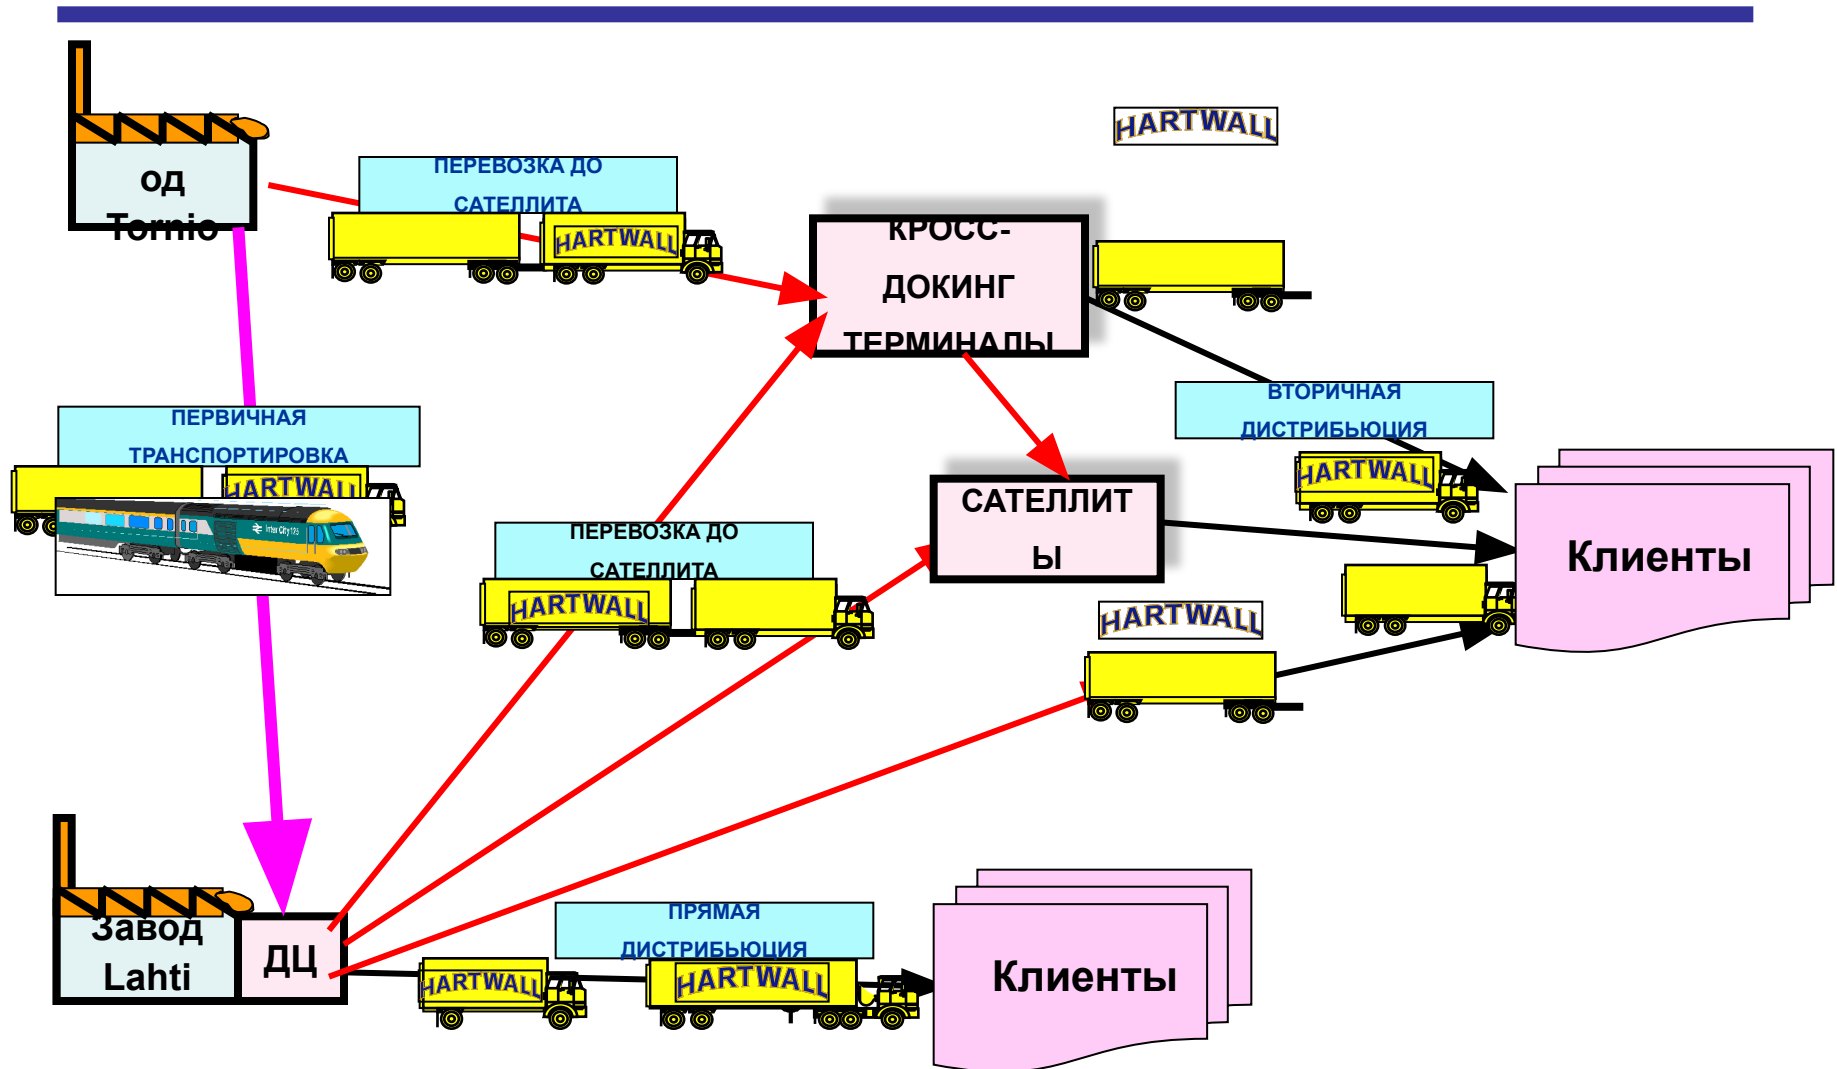 HARTWALL
ПЕРЕВОЗКА ДО
САТЕЛЛИТА
од
Tornio
HARTWALL
КРОСС-
ДОКИНГ
ТЕРМИНАЛЫ
ПЕРВИЧНАЯ
ТРАНСПОРТИРОВКА
HARTWALL
InterCity125
ВТОРИЧНАЯ
ДИСТРИБЬЮЦИЯ
HARTWALL
САТЕЛЛИТ
Ы
Клиенты
ПЕРЕВОЗКА ДО
САТЕЛЛИТА
HARTWALL
HARTWALL
Завод
Lahti
ДЦ
ПРЯМАЯ
ДИСТРИБЬЮЦИЯ
HARTWALL
HARTWALL
Клиенты